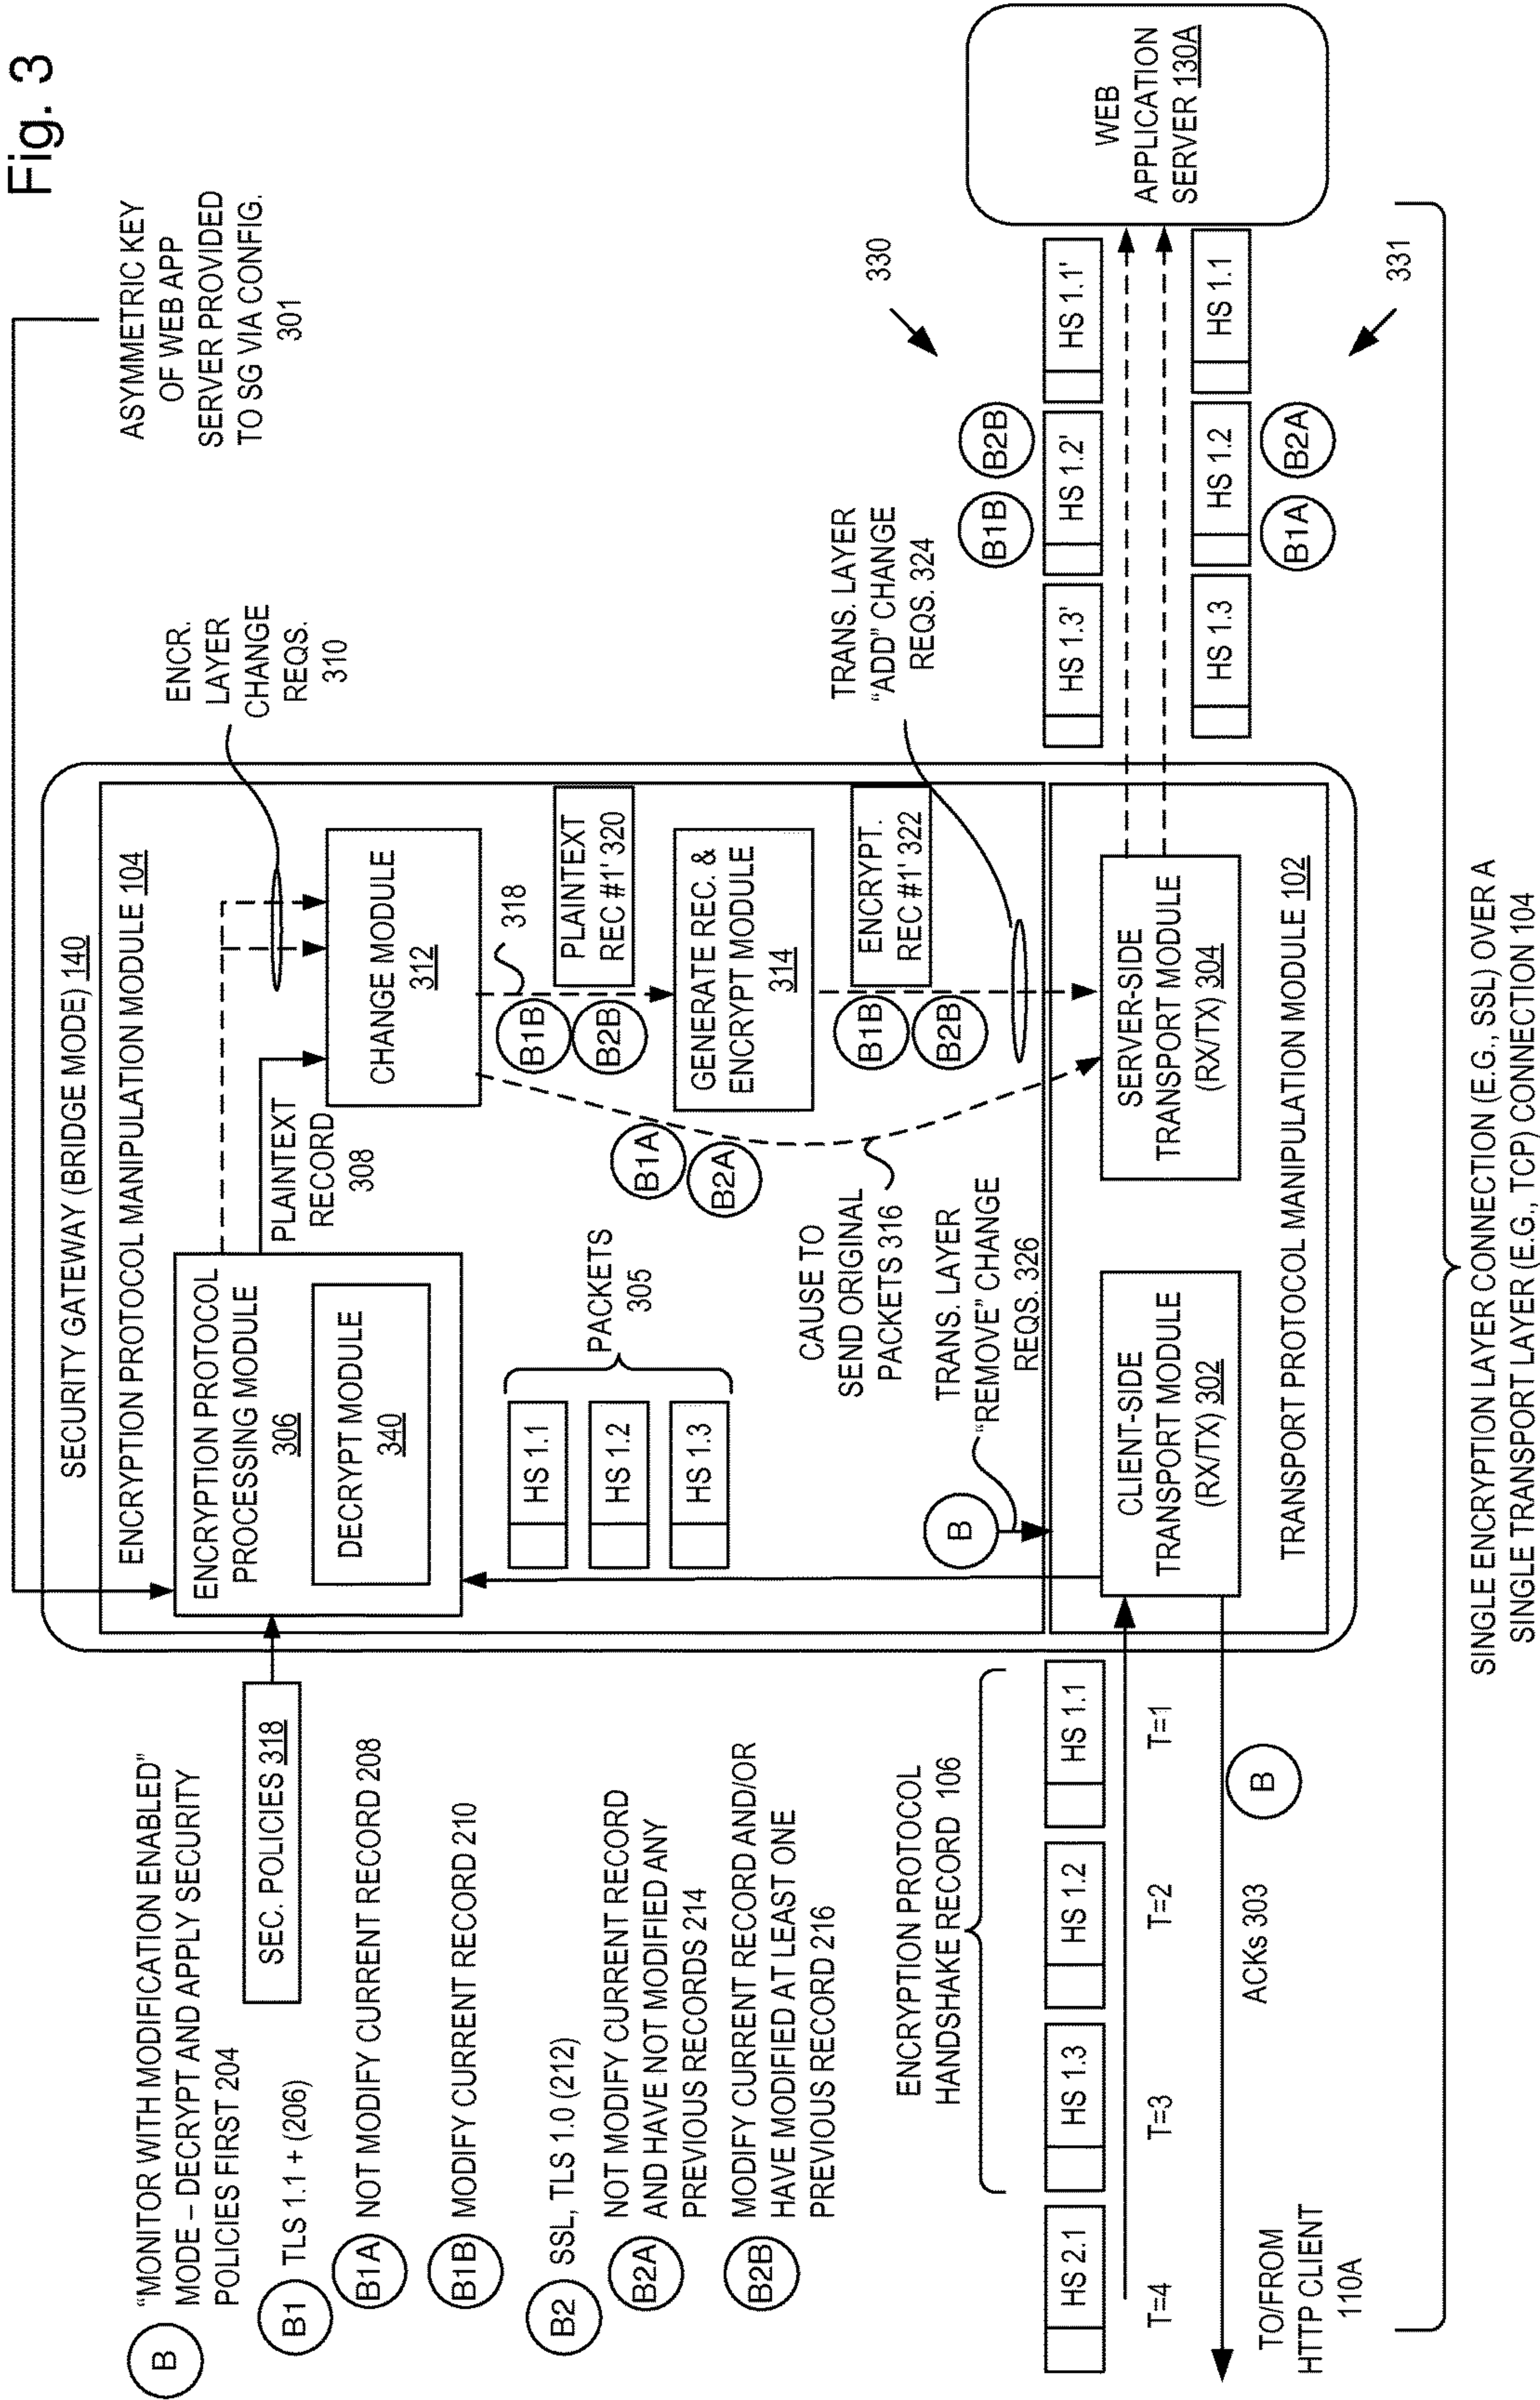 Fig. 3
ASYMMETRIC KEY
OF WEB APP
SERVER PROVIDED
TO SG VIA CONFIG.
301
"MONITOR WITH MODIFICATION ENABLED"
MODE – DECRYPT AND APPLY SECURITY
POLICIES FIRST 204
B
B1
TLS 1.1 + (206)
B1A
NOT MODIFY CURRENT RECORD 208
B1B
MODIFY CURRENT RECORD 210
B2
SSL, TLS 1.0 (212)
B2A
NOT MODIFY CURRENT RECORD
AND HAVE NOT MODIFIED ANY
PREVIOUS RECORDS 214
B2B
MODIFY CURRENT RECORD AND/OR
HAVE MODIFIED AT LEAST ONE
PREVIOUS RECORD 216
SEC. POLICIES 318
SECURITY GATEWAY (BRIDGE MODE) 140
ENCRYPTION PROTOCOL MANIPULATION MODULE 104
ENCRYPTION PROTOCOL
PROCESSING MODULE
306
DECRYPT MODULE
340
PLAINTEXT
RECORD
308
ENCR.
LAYER
CHANGE
REQS.
310
CHANGE MODULE
312
318
B1B
B2B
PLAINTEXT
REC #1' 320
GENERATE REC. &
ENCRYPT MODULE
314
B1B
B2B
ENCRYPT.
REC #1' 322
B1A
B2A
HS 1.1
HS 1.2
HS 1.3
PACKETS
305
CAUSE TO
SEND ORIGINAL
PACKETS 316
TRANS. LAYER
"REMOVE" CHANGE
REQS. 326
B
TRANS. LAYER
"ADD" CHANGE
REQS. 324
CLIENT-SIDE
TRANSPORT MODULE
(RX/TX) 302
SERVER-SIDE
TRANSPORT MODULE
(RX/TX) 304
TRANSPORT PROTOCOL MANIPULATION MODULE 102
ENCRYPTION PROTOCOL
HANDSHAKE RECORD 106
HS 2.1
HS 1.3
HS 1.2
HS 1.1
T=4
T=3
T=2
T=1
ACKs 303
B
TO/FROM
HTTP CLIENT
110A
330
B1B
B2B
HS 1.3'
HS 1.2'
HS 1.1'
HS 1.3
HS 1.2
HS 1.1
B1A
B2A
331
WEB
APPLICATION
SERVER 130A
SINGLE ENCRYPTION LAYER CONNECTION (E.G., SSL) OVER A
SINGLE TRANSPORT LAYER (E.G., TCP) CONNECTION 104